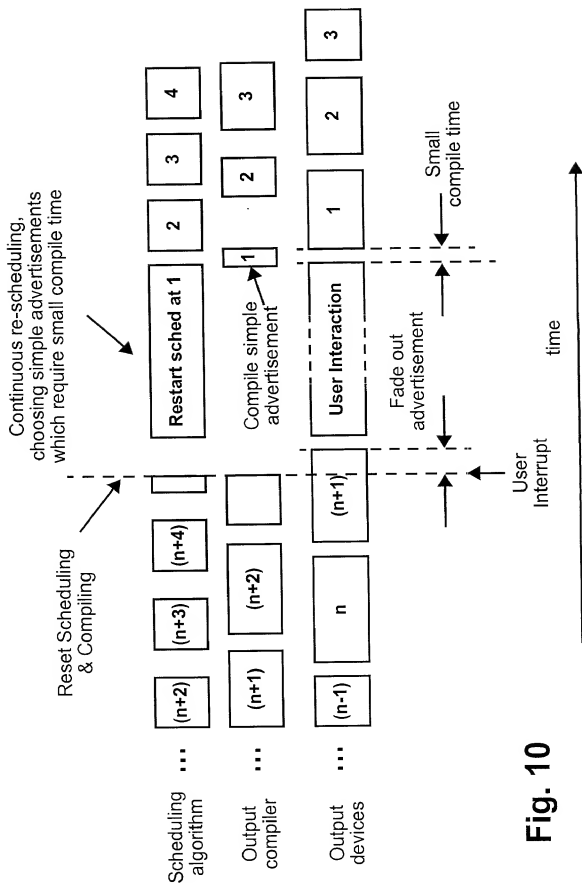 Continuous re-scheduling,
choosing simple advertisements
which require small compile time
Reset Scheduling
& Compiling
Scheduling
algorithm
... (n+2) (n+3) (n+4) Restart sched at 1 2 3 4
Output
compiler
... (n+1) (n+2) 1 2 3
Compile simple
advertisement
Output
devices
... (n-1) n (n+1) User Interaction 1 2 3
Fade out
advertisement
Small
compile time
User
Interrupt
time
Fig. 10